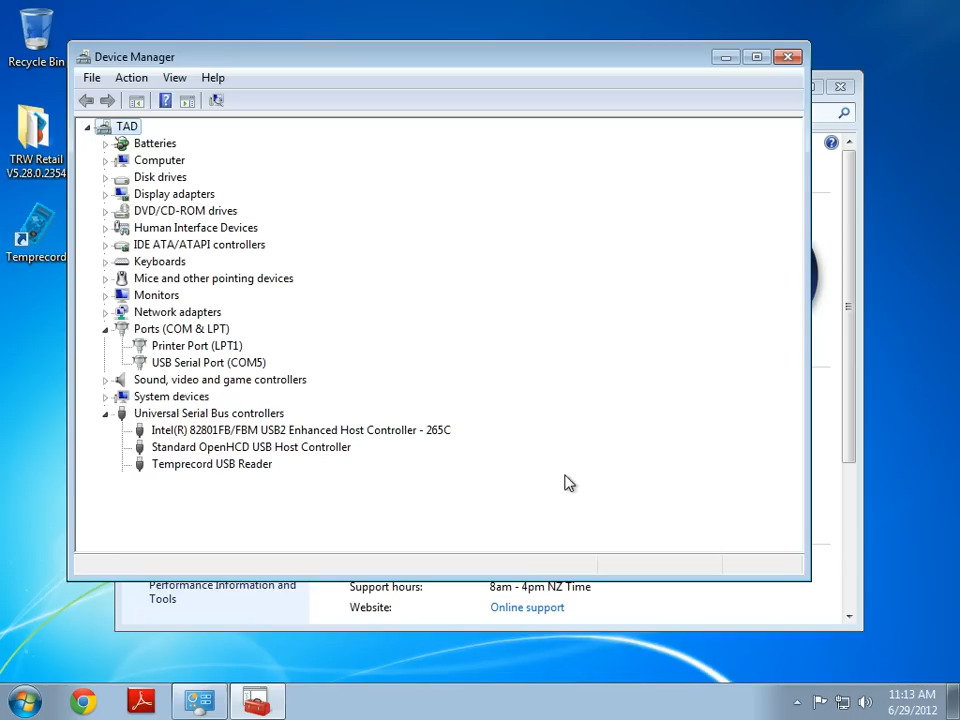 Recycle Bin
TRW Retail
V5.28.0.2354
Temprecord
Device Manager
File Action View Help
TAD
Batteries
Computer
Disk drives
Display adapters
DVD/CD-ROM drives
Human Interface Devices
IDE ATA/ATAPI controllers
Keyboards
Mice and other pointing devices
Monitors
Network adapters
Ports (COM & LPT)
Printer Port (LPT1)
USB Serial Port (COM5)
Sound, video and game controllers
System devices
Universal Serial Bus controllers
Intel(R) 82801FB/FBM USB2 Enhanced Host Controller - 265C
Standard OpenHCD USB Host Controller
Temprecord USB Reader
Performance Information and
Tools
Support hours: 8am - 4pm NZ Time
Website: Online support
11:13 AM
6/29/2012